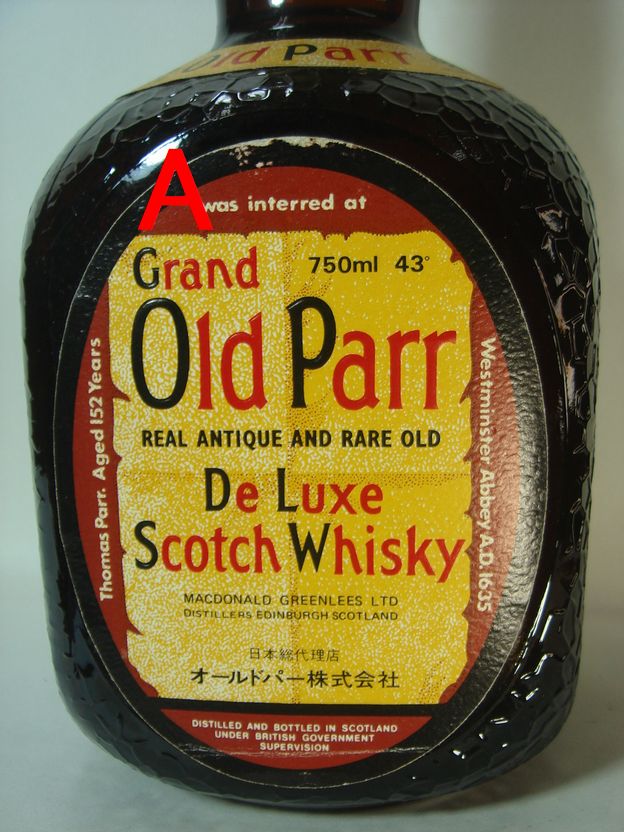 Old Parr
A
was interred at
Thomas Parr. Aged 152 Years
Westminster Abbey A.D. 1635
Grand
750ml 43°
Old Parr
REAL ANTIQUE AND RARE OLD
De Luxe
Scotch Whisky
MACDONALD GREENLEES LTD
DISTILLERS EDINBURGH SCOTLAND
日本総代理店
オールドパー株式会社
DISTILLED AND BOTTLED IN SCOTLAND
UNDER BRITISH GOVERNMENT
SUPERVISION